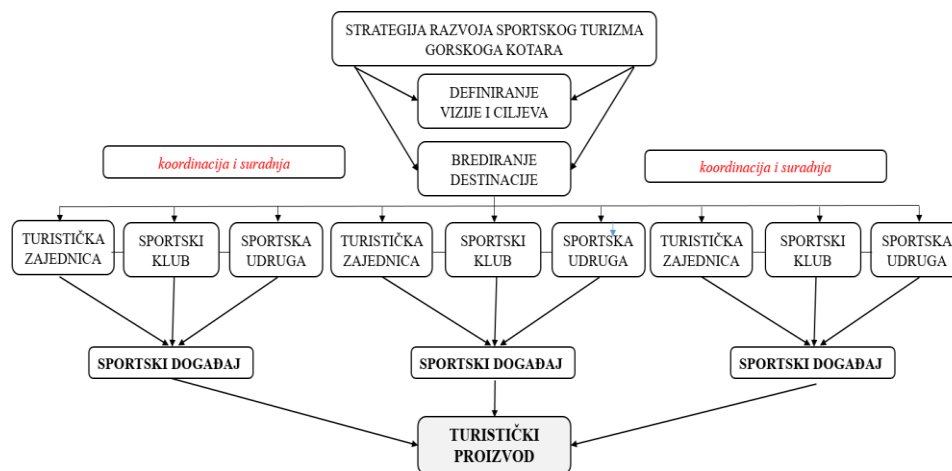 STRATEGIJA RAZVOJA SPORTSKOG TURIZMA
GORSKOGA KOTARA
DEFINIRANJE
VIZIJE I CILJEVA
BREDIRANJE
DESTINACIJE
koordinacija i suradnja
koordinacija i suradnja
TURISTIČKA
ZAJEDNICA
SPORTSKI
KLUB
SPORTSKA
UDRUGA
TURISTIČKA
ZAJEDNICA
SPORTSKI
KLUB
SPORTSKA
UDRUGA
TURISTIČKA
ZAJEDNICA
SPORTSKI
KLUB
SPORTSKA
UDRUGA
SPORTSKI DOGAĐAJ
SPORTSKI DOGAĐAJ
SPORTSKI DOGAĐAJ
TURISTIČKI
PROIZVOD